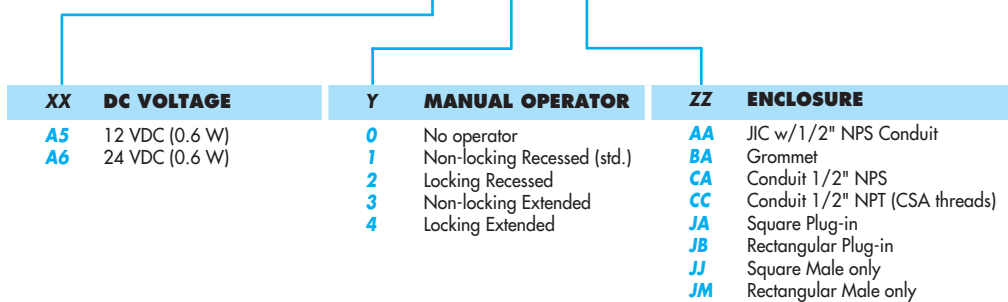 XX DC VOLTAGE
A5 12 VDC (0.6 W)
A6 24 VDC (0.6 W)
Y MANUAL OPERATOR
0 No operator
1 Non-locking Recessed (std.)
2 Locking Recessed
3 Non-locking Extended
4 Locking Extended
ZZ ENCLOSURE
AA JIC w/1/2" NPS Conduit
BA Grommet
CA Conduit 1/2" NPS
CC Conduit 1/2" NPT (CSA threads)
JA Square Plug-in
JB Rectangular Plug-in
JJ Square Male only
JM Rectangular Male only